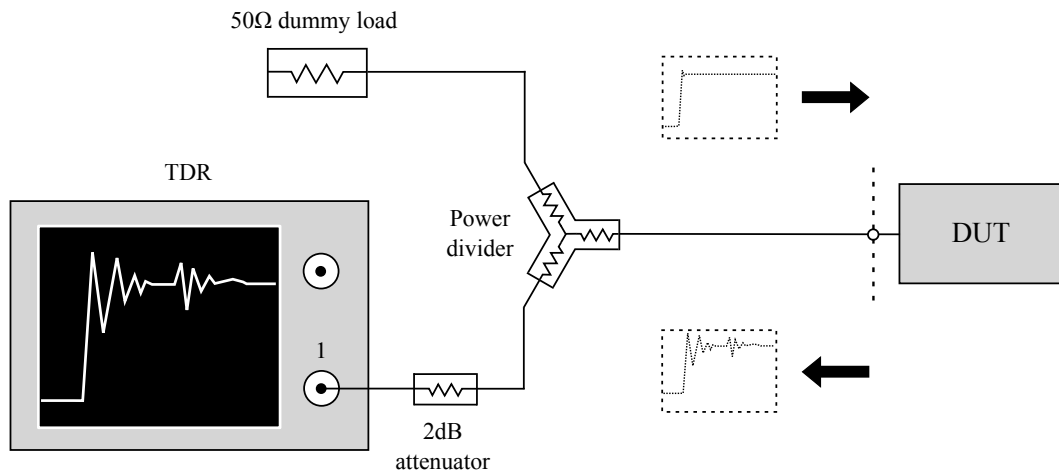 50Ω dummy load
TDR
Power
divider
DUT
1
2dB
attenuator